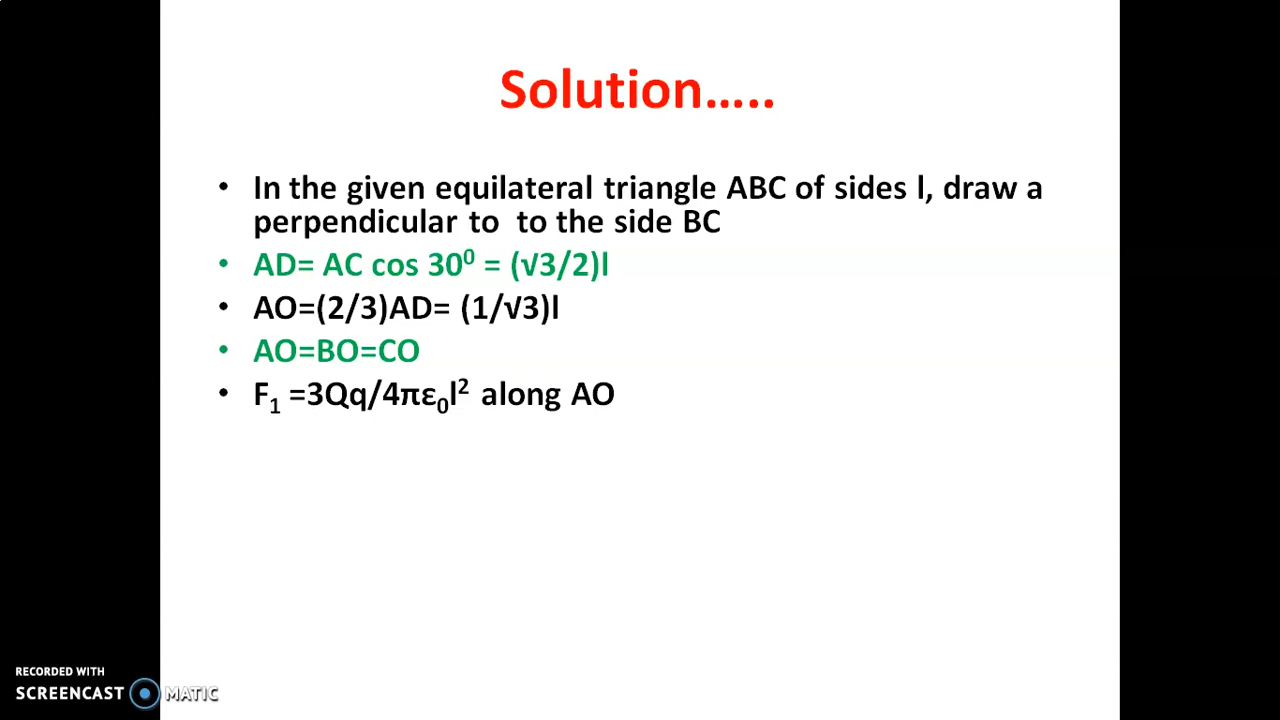 Solution…..
• In the given equilateral triangle ABC of sides l, draw a
perpendicular to  to the side BC
• AD= AC cos 30⁰ = (√3/2)l
• AO=(2/3)AD= (1/√3)l
• AO=BO=CO
• F₁ =3Qq/4πε₀l² along AO
RECORDED WITH
SCREENCAST MATIC